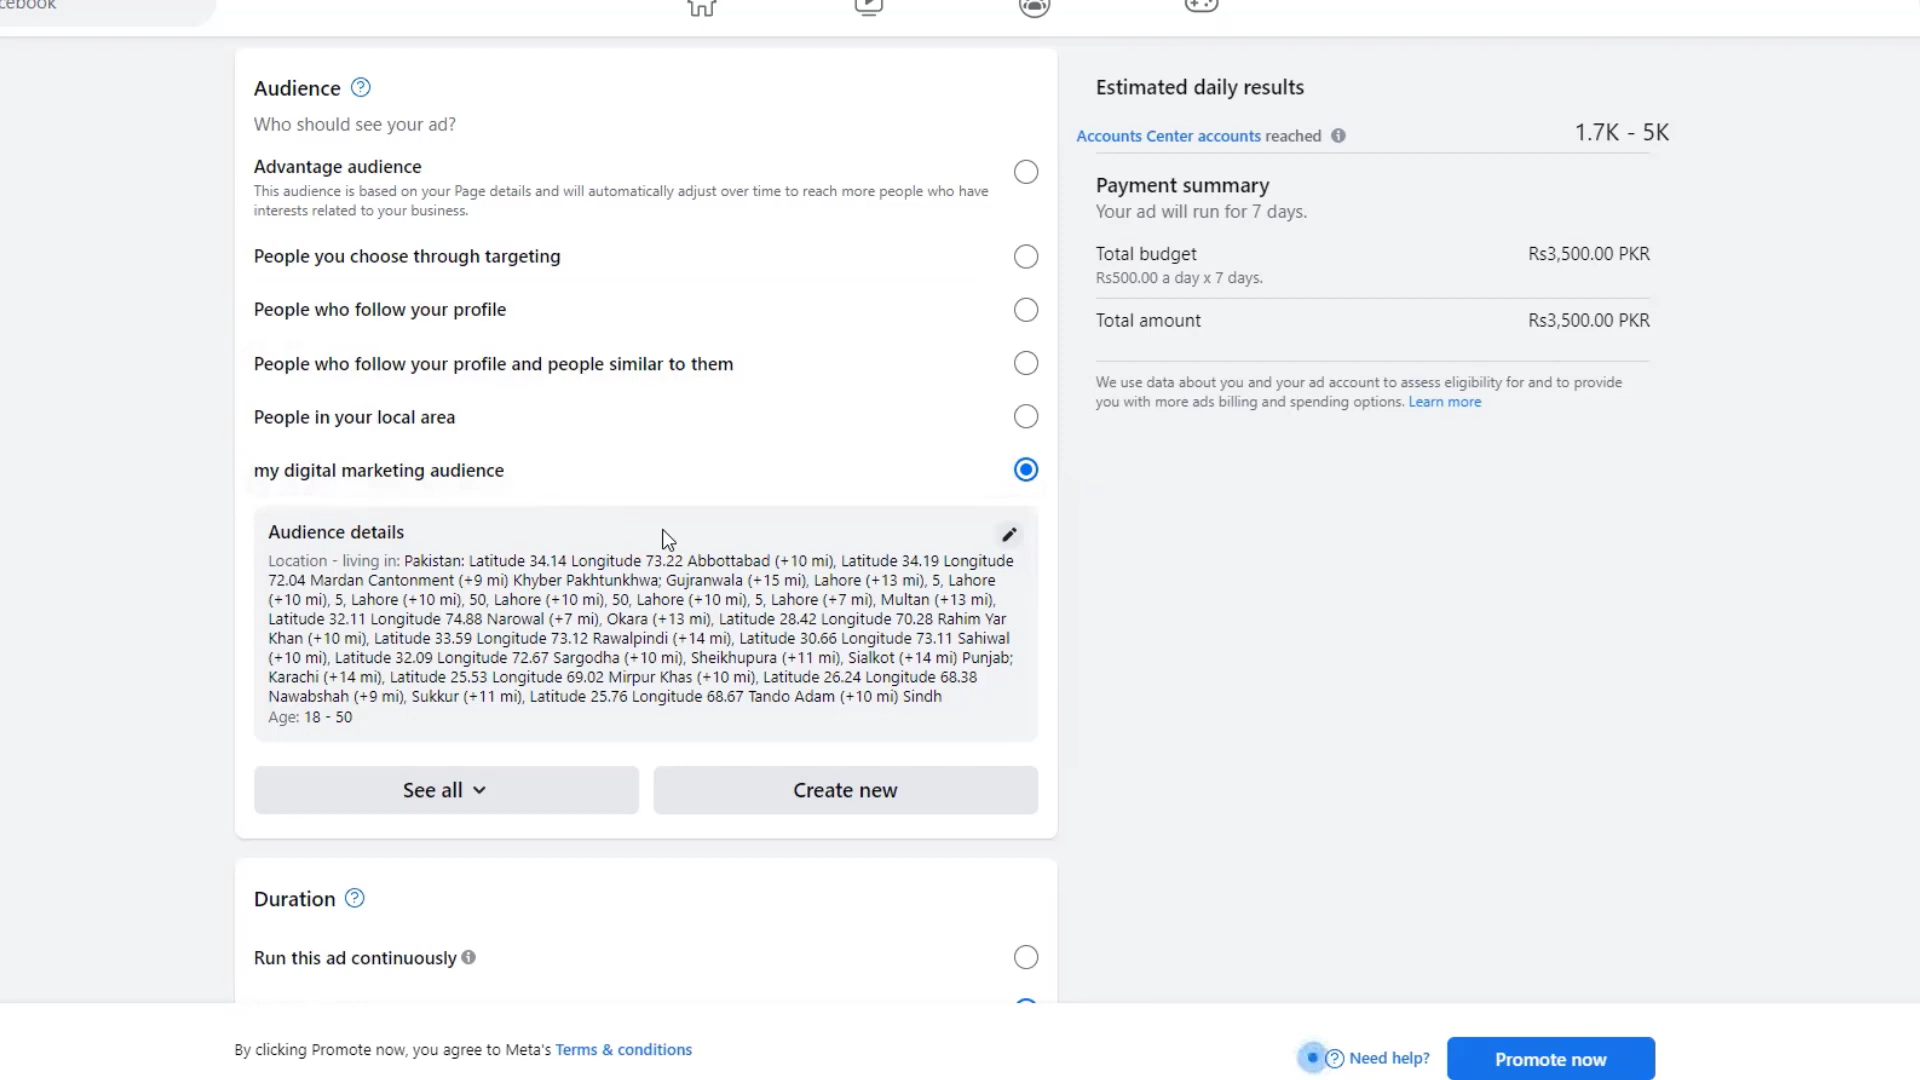 cebook
Audience
Who should see your ad?
Advantage audience
This audience is based on your Page details and will automatically adjust over time to reach more people who have
interests related to your business.
People you choose through targeting
People who follow your profile
People who follow your profile and people similar to them
People in your local area
my digital marketing audience
Audience details
Location - living in: Pakistan: Latitude 34.14 Longitude 73.22 Abbottabad (+10 mi), Latitude 34.19 Longitude
72.04 Mardan Cantonment (+9 mi) Khyber Pakhtunkhwa; Gujranwala (+15 mi), Lahore (+13 mi), 5, Lahore
(+10 mi), 5, Lahore (+10 mi), 50, Lahore (+10 mi), 50, Lahore (+10 mi), 5, Lahore (+7 mi), Multan (+13 mi),
Latitude 32.11 Longitude 74.88 Narowal (+7 mi), Okara (+13 mi), Latitude 28.42 Longitude 70.28 Rahim Yar
Khan (+10 mi), Latitude 33.59 Longitude 73.12 Rawalpindi (+14 mi), Latitude 30.66 Longitude 73.11 Sahiwal
(+10 mi), Latitude 32.09 Longitude 72.67 Sargodha (+10 mi), Sheikhupura (+11 mi), Sialkot (+14 mi) Punjab;
Karachi (+14 mi), Latitude 25.53 Longitude 69.02 Mirpur Khas (+10 mi), Latitude 26.24 Longitude 68.38
Nawabshah (+9 mi), Sukkur (+11 mi), Latitude 25.76 Longitude 68.67 Tando Adam (+10 mi) Sindh
Age: 18 - 50
See all
Create new
Duration
Run this ad continuously
Estimated daily results
Accounts Center accounts reached 1.7K - 5K
Payment summary
Your ad will run for 7 days.
Total budget Rs3,500.00 PKR
Rs500.00 a day x 7 days.
Total amount Rs3,500.00 PKR
We use data about you and your ad account to assess eligibility for and to provide
you with more ads billing and spending options. Learn more
By clicking Promote now, you agree to Meta's Terms & conditions
Need help?
Promote now